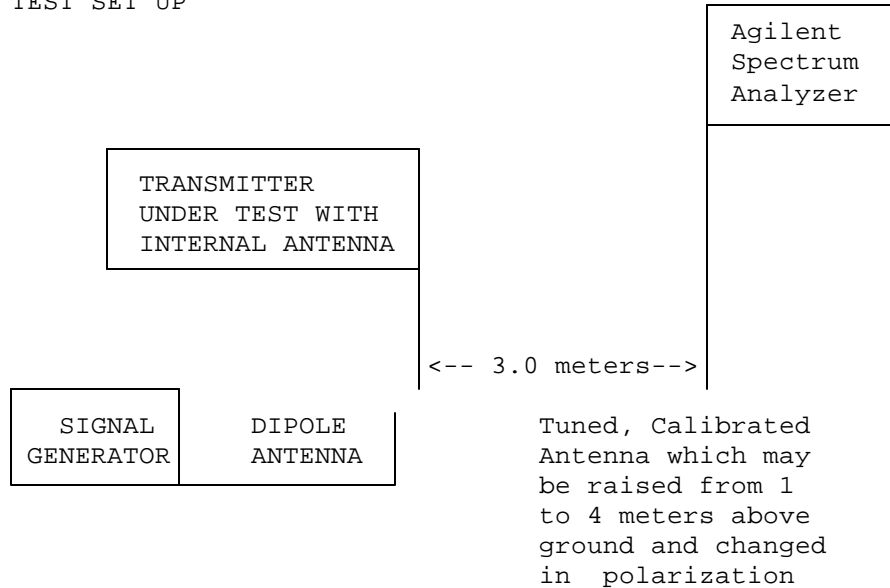 TEST SET UP
Agilent
Spectrum
Analyzer
TRANSMITTER
UNDER TEST WITH
INTERNAL ANTENNA
<-- 3.0 meters-->
SIGNAL
GENERATOR
DIPOLE
ANTENNA
Tuned, Calibrated
Antenna which may
be raised from 1
to 4 meters above
ground and changed
in polarization